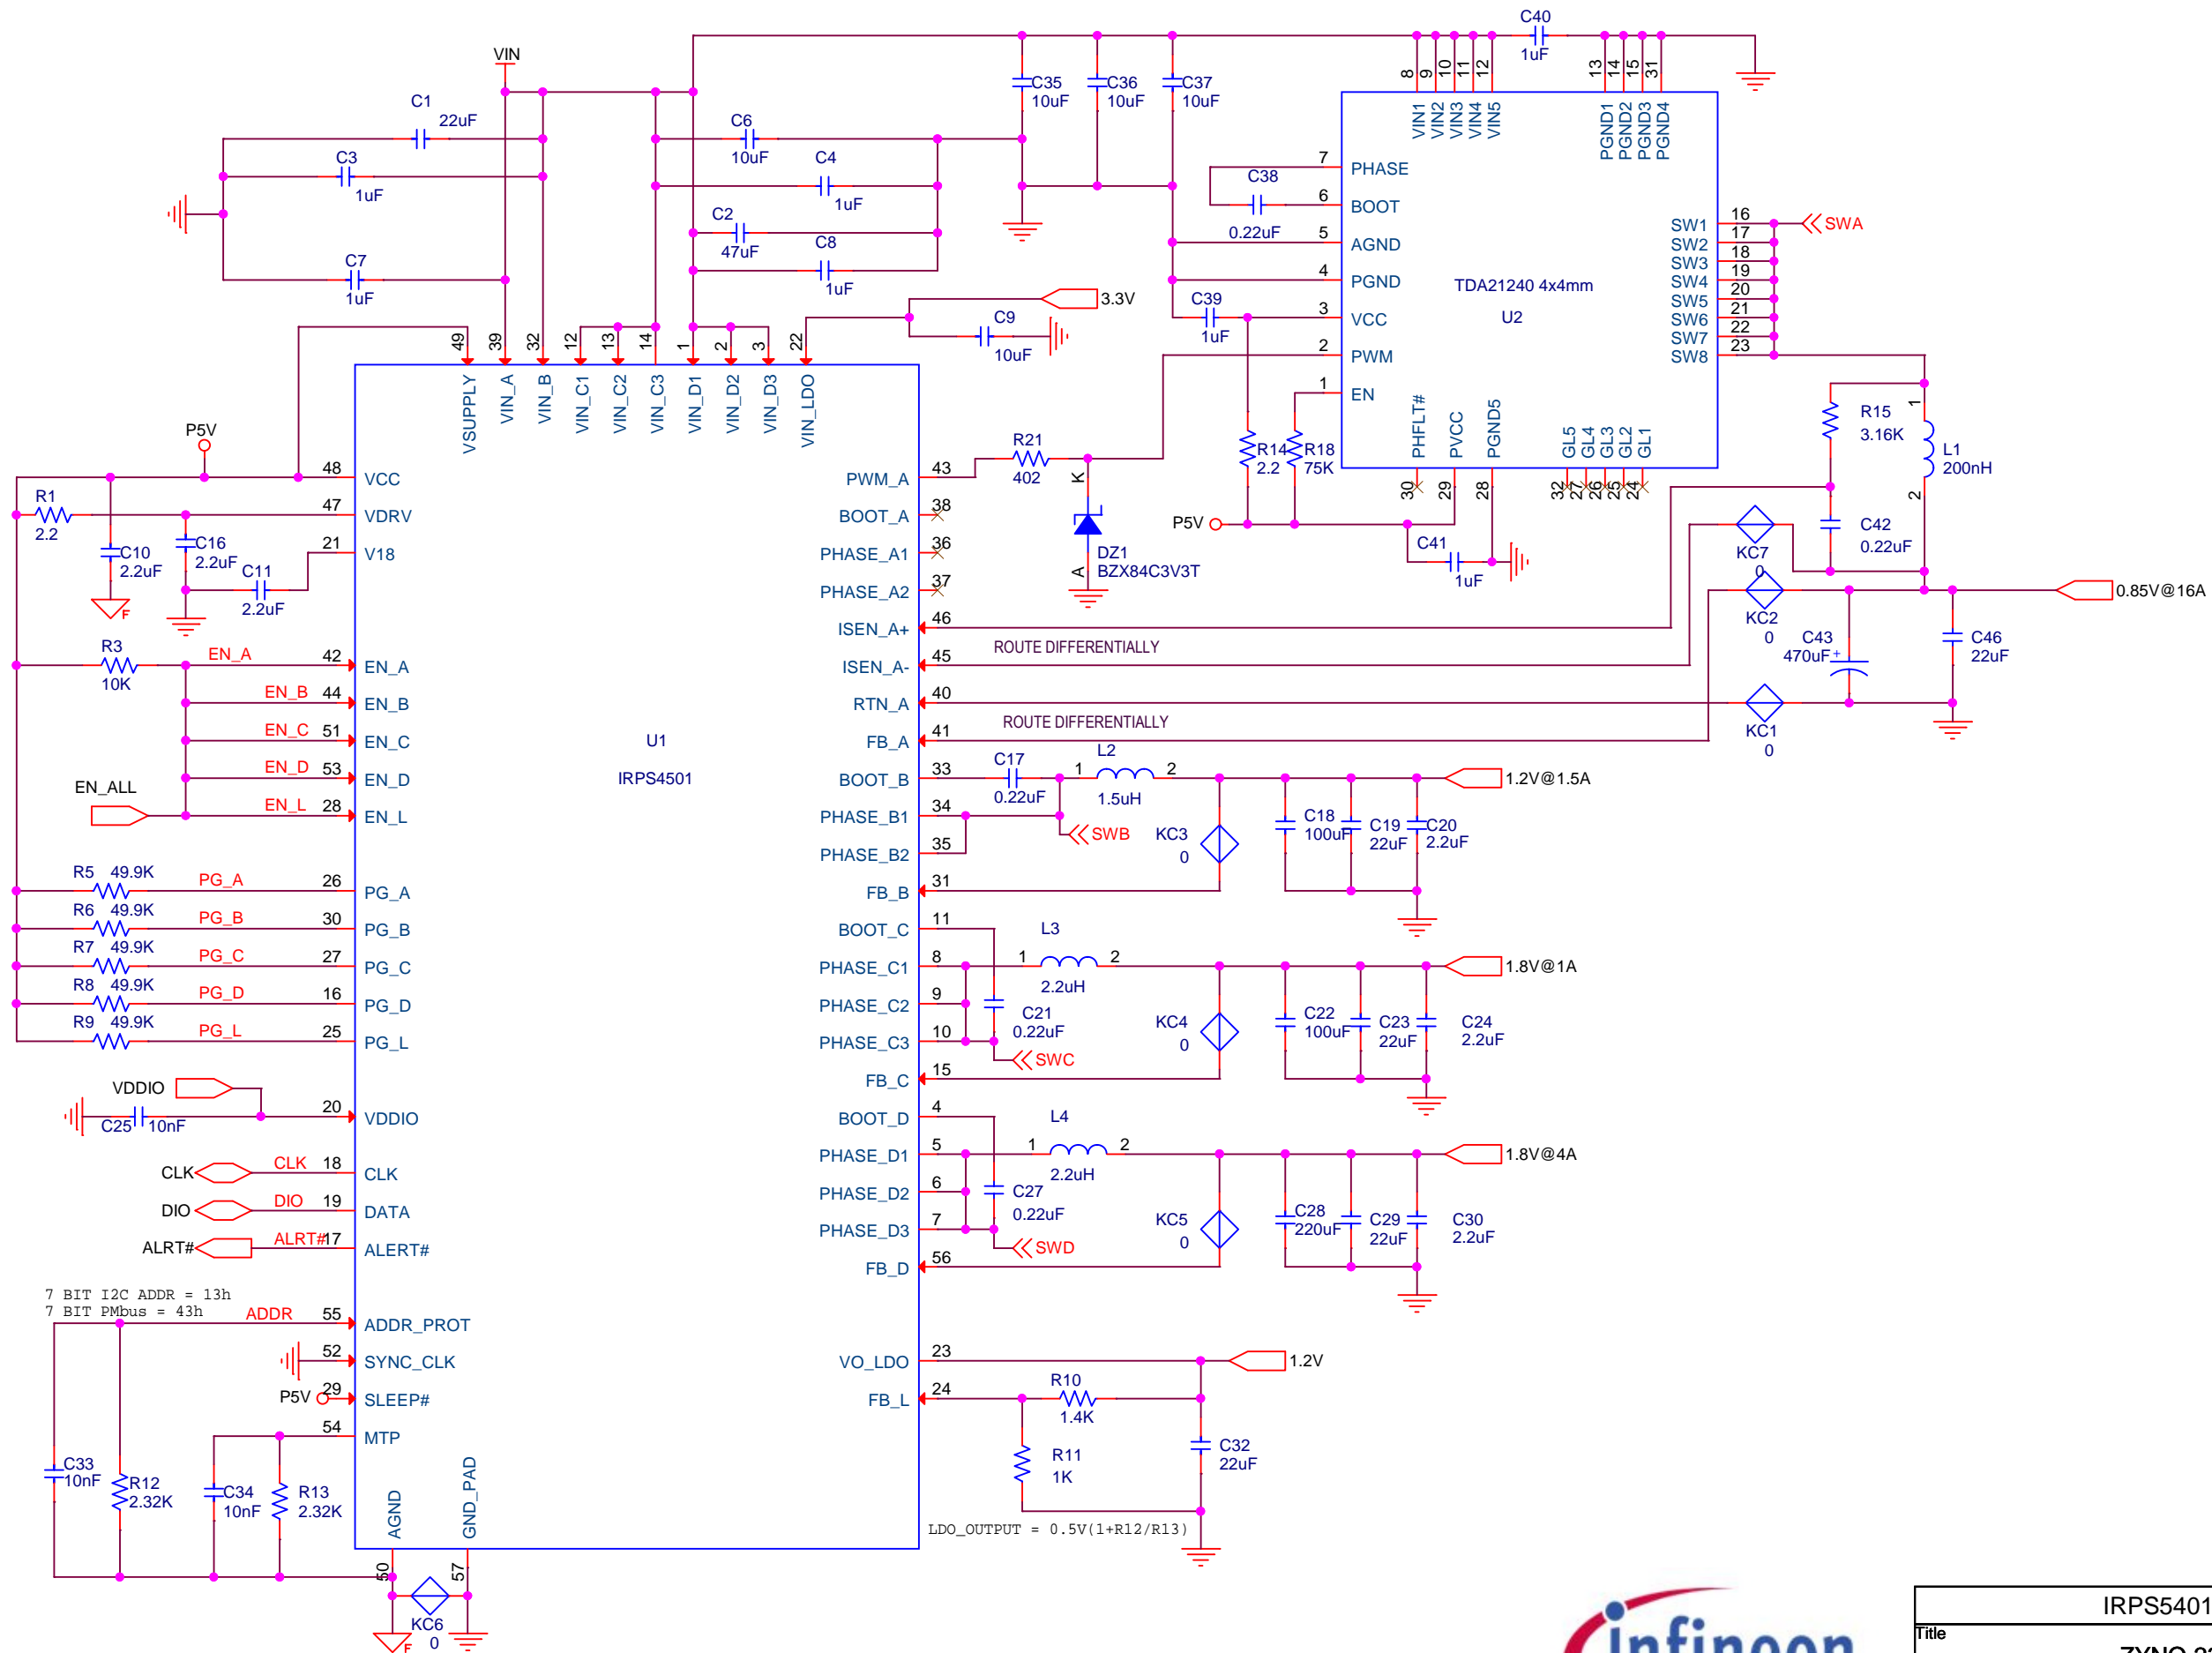 VIN
C1
22uF
C3
1uF
C7
1uF
C6
10uF
C4
1uF
C2
47uF
C8
1uF
C35
10uF
C36
10uF
C37
10uF
C40
1uF
8
9
10
11
12
13
14
15
31
VIN1
VIN2
VIN3
VIN4
VIN5
PGND1
PGND2
PGND3
PGND4
7 PHASE
C38
6 BOOT
0.22uF
5 AGND
4 PGND
C39
1uF
3 VCC
2 PWM
1 EN
TDA21240 4x4mm
U2
SW1 16
SW2 17
SW3 18
SW4 19
SW5 20
SW6 21
SW7 22
SW8 23
SWA
PHFLT#
PVCC
PGND5
GL5
GL4
GL3
GL2
GL1
30
29
28
32
27
26
25
24
R14
2.2
R18
75K
P5V
C41
1uF
R15
3.16K
1
L1
200nH
2
C42
0.22uF
KC7
0
KC2
0
0.85V@16A
C43
470uF
+
C46
22uF
KC1
0
3.3V
C9
10uF
49
39
32
12
13
14
1
2
3
22
VSUPPLY
VIN_A
VIN_B
VIN_C1
VIN_C2
VIN_C3
VIN_D1
VIN_D2
VIN_D3
VIN_LDO
P5V
R1
2.2
48 VCC
47 VDRV
21 V18
C10
2.2uF
C16
2.2uF
C11
2.2uF
F
R3
10K
EN_A 42 EN_A
EN_B 44 EN_B
EN_C 51 EN_C
EN_D 53 EN_D
EN_ALL
EN_L 28 EN_L
R5 49.9K PG_A 26 PG_A
R6 49.9K PG_B 30 PG_B
R7 49.9K PG_C 27 PG_C
R8 49.9K PG_D 16 PG_D
R9 49.9K PG_L 25 PG_L
VDDIO
C25 10nF
20 VDDIO
CLK CLK 18 CLK
DIO DIO 19 DATA
ALRT# ALRT# 17 ALERT#
7 BIT I2C ADDR = 13h
7 BIT PMbus = 43h
ADDR 55 ADDR_PROT
52 SYNC_CLK
P5V 29 SLEEP#
54 MTP
C33
10nF
R12
2.32K
C34
10nF
R13
2.32K
AGND
GND_PAD
50
57
KC6
0
F
U1
IRPS4501
PWM_A 43
R21
402
K
A
DZ1
BZX84C3V3T
BOOT_A 38
PHASE_A1 36
PHASE_A2 37
ISEN_A+ 46
ROUTE DIFFERENTIALLY
ISEN_A- 45
RTN_A 40
ROUTE DIFFERENTIALLY
FB_A 41
BOOT_B 33
C17
0.22uF
1 L2 2
1.5uH
1.2V@1.5A
PHASE_B1 34
SWB
PHASE_B2 35
FB_B 31
KC3
0
C18
100uF
C19
22uF
C20
2.2uF
BOOT_C 11
PHASE_C1 8
1 L3 2
2.2uH
1.8V@1A
PHASE_C2 9
C21
0.22uF
PHASE_C3 10
SWC
FB_C 15
KC4
0
C22
100uF
C23
22uF
C24
2.2uF
BOOT_D 4
PHASE_D1 5
1 L4 2
2.2uH
1.8V@4A
PHASE_D2 6
C27
0.22uF
PHASE_D3 7
SWD
FB_D 56
KC5
0
C28
220uF
C29
22uF
C30
2.2uF
VO_LDO 23
1.2V
FB_L 24
R10
1.4K
R11
1K
C32
22uF
LDO_OUTPUT = 0.5V(1+R12/R13)
infineon
IRPS5401
Title